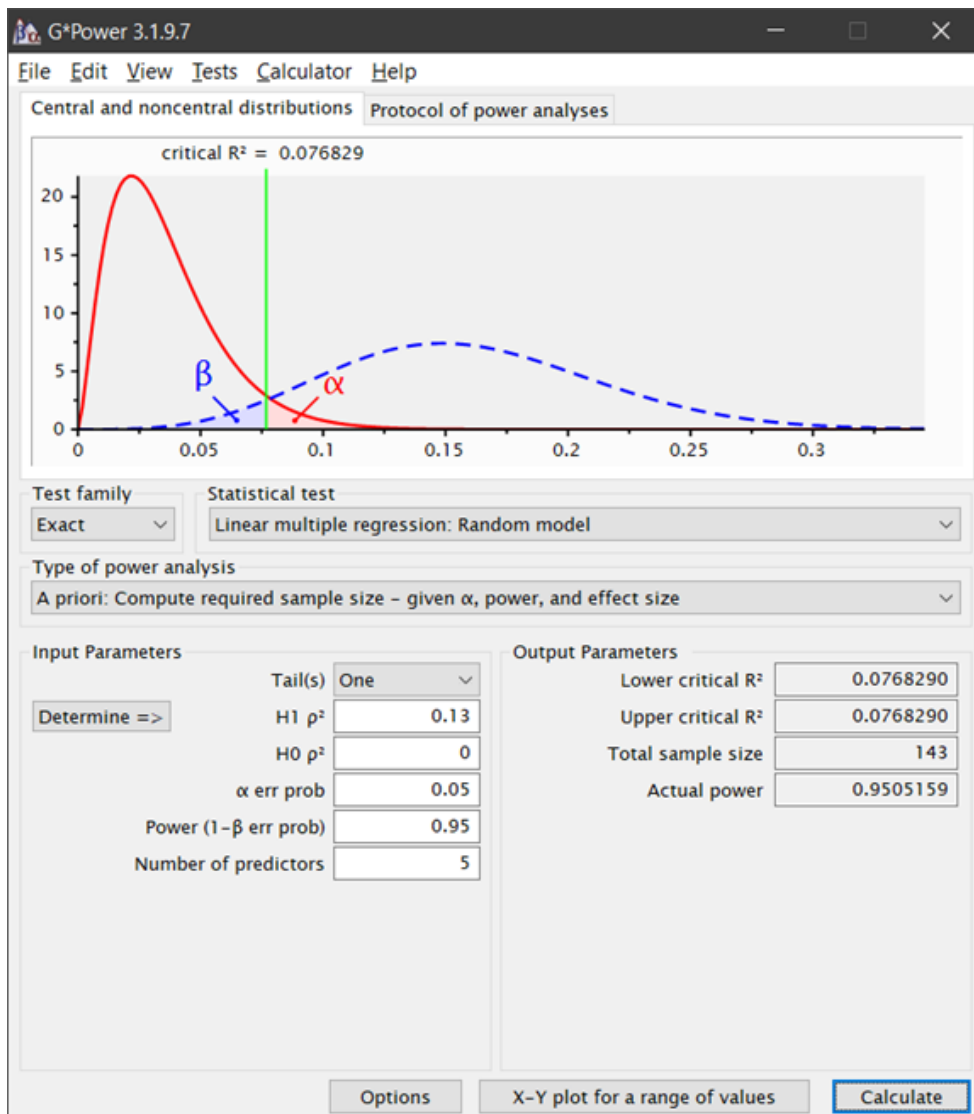 G*Power 3.1.9.7
File Edit View Tests Calculator Help
Central and noncentral distributions Protocol of power analyses
critical R² = 0.076829
20
15
10
5
0
β
α
0 0.05 0.1 0.15 0.2 0.25 0.3
Test family Statistical test
Exact Linear multiple regression: Random model
Type of power analysis
A priori: Compute required sample size – given α, power, and effect size
Input Parameters
Tail(s) One
Determine => H1 ρ² 0.13
H0 ρ² 0
α err prob 0.05
Power (1-β err prob) 0.95
Number of predictors 5
Output Parameters
Lower critical R² 0.0768290
Upper critical R² 0.0768290
Total sample size 143
Actual power 0.9505159
Options X-Y plot for a range of values Calculate